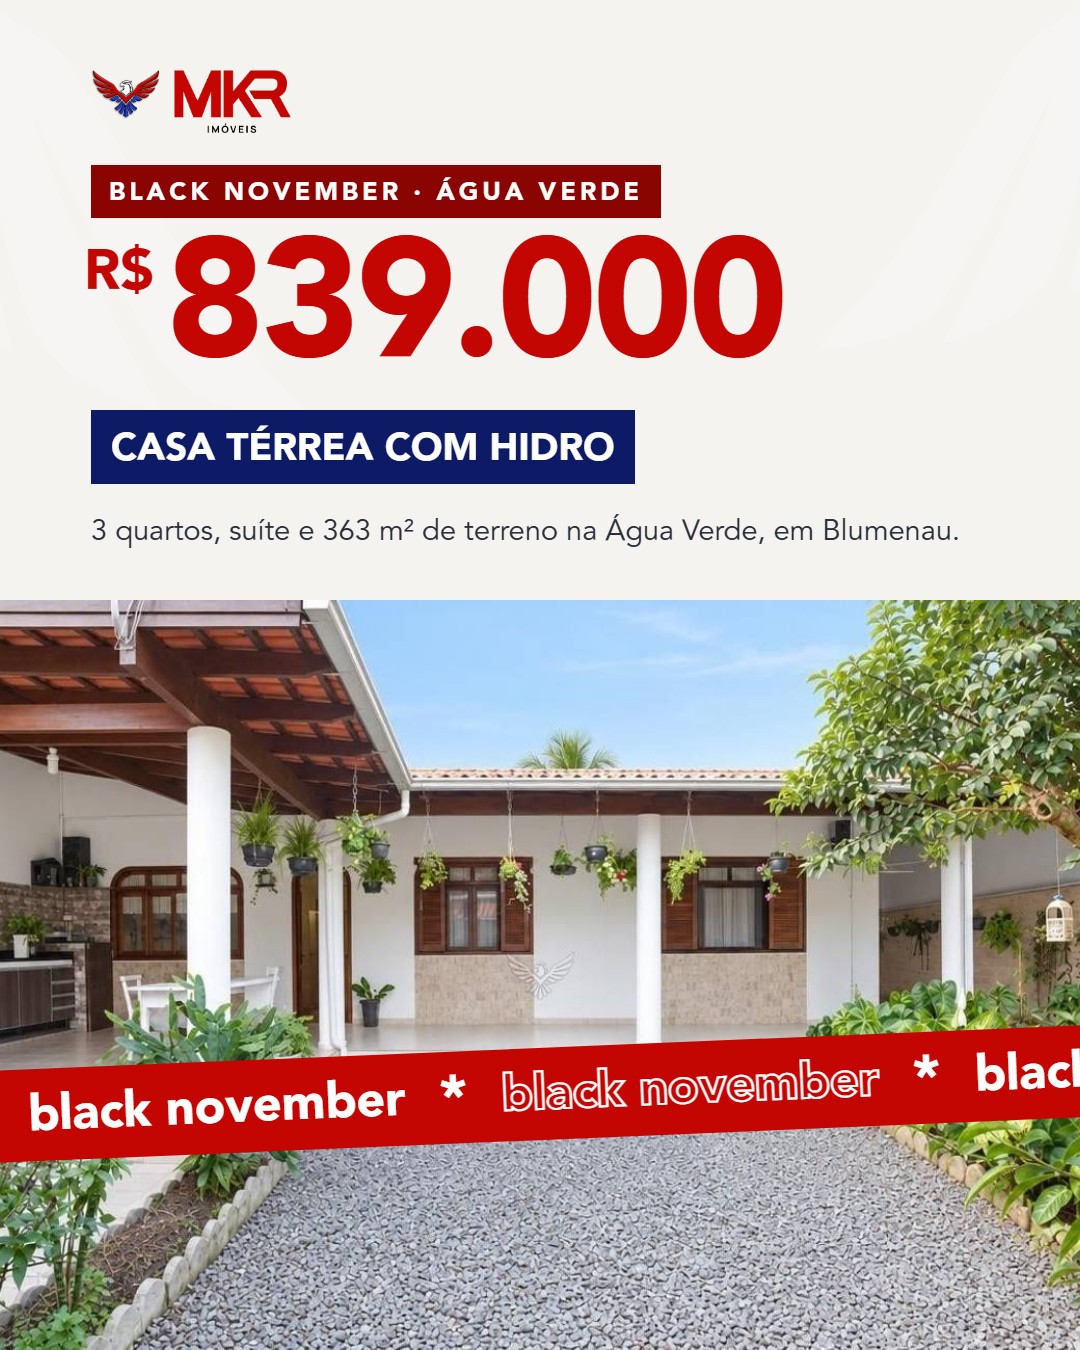 MKR
IMÓVEIS
BLACK NOVEMBER · ÁGUA VERDE
R$ 839.000
CASA TÉRREA COM HIDRO
3 quartos, suíte e 363 m² de terreno na Água Verde, em Blumenau.
black november * black november * black